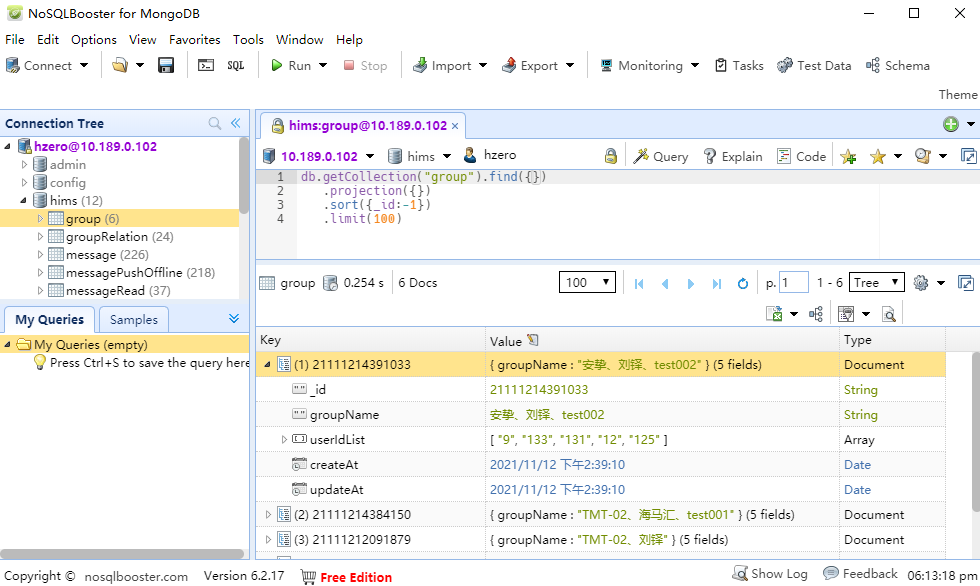 NoSQLBooster for MongoDB
File Edit Options View Favorites Tools Window Help
Connect SQL Run Stop Import Export Monitoring Tasks Test Data Schema
Theme
Connection Tree
hzero@10.189.0.102
admin
config
hims (12)
group (6)
groupRelation (24)
message (226)
messagePushOffline (218)
messageRead (37)
My Queries Samples
My Queries (empty)
Press Ctrl+S to save the query here
hims:group@10.189.0.102 ×
10.189.0.102 hims hzero Query Explain Code
1 db.getCollection("group").find({})
2 .projection({})
3 .sort({_id:-1})
4 .limit(100)
group 0.254 s 6 Docs 100 p. 1 1 - 6 Tree
Key Value Type
(1) 21111214391033 { groupName : "安挚、刘铎、test002" } (5 fields) Document
_id 21111214391033 String
groupName 安挚、刘铎、test002 String
userIdList [ "9", "133", "131", "12", "125" ] Array
createAt 2021/11/12 下午2:39:10 Date
updateAt 2021/11/12 下午2:39:10 Date
(2) 21111214384150 { groupName : "TMT-02、海马汇、test001" } (5 fields) Document
(3) 21111212091879 { groupName : "TMT-02、刘铎" } (5 fields) Document
Copyright © nosqlbooster.com Version 6.2.17 Free Edition Show Log Feedback 06:13:18 pm